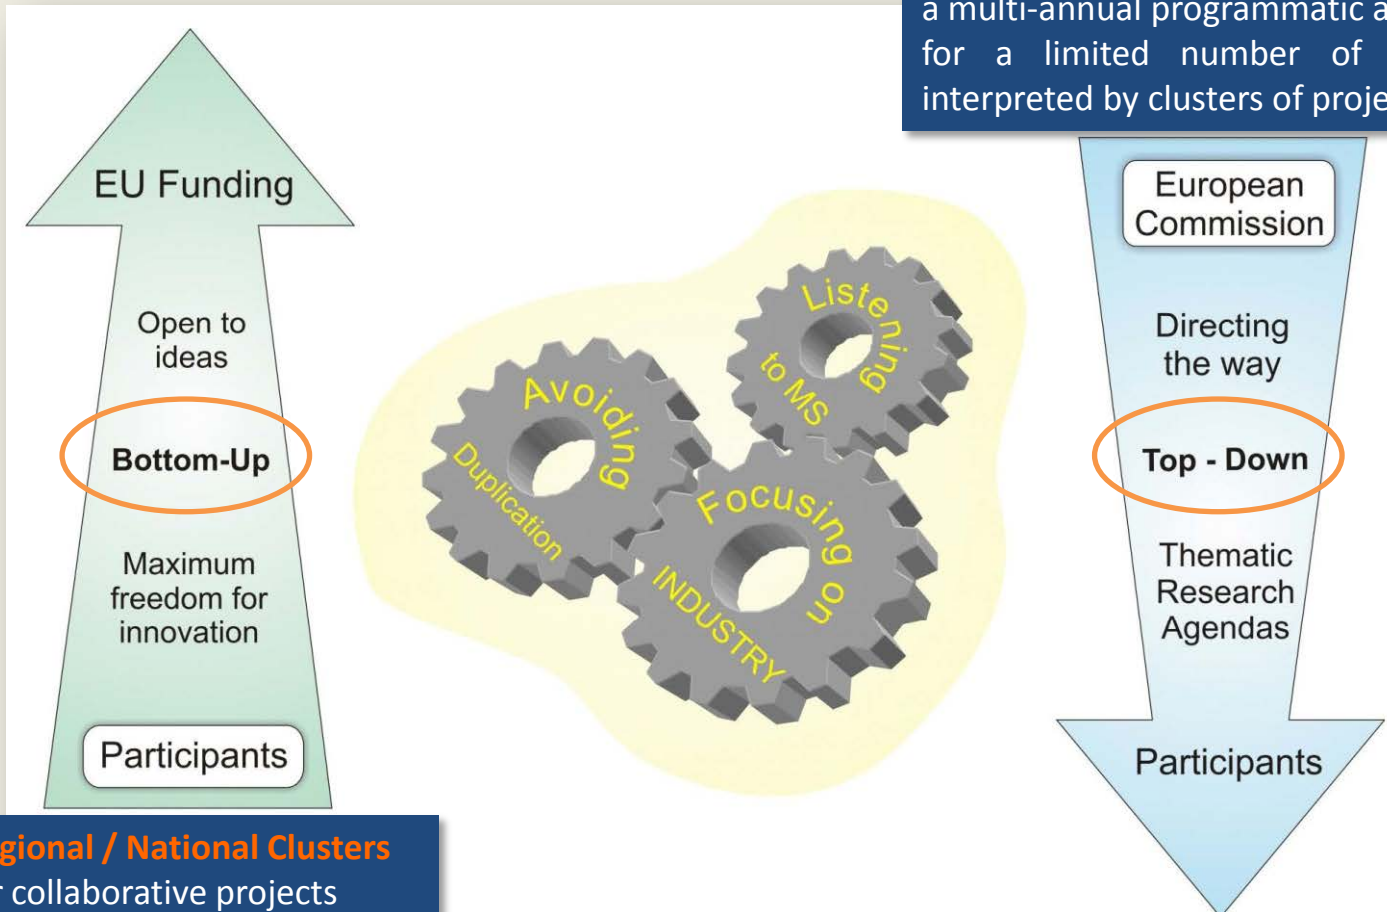 a multi-annual programmatic
for a limited number of
interpreted by clusters of
EU Funding
Open to
ideas
Bottom-Up
Maximum
freedom for
innovation
Participants
Avoiding
Duplication
Listening
to MS
Focusing on
INDUSTRY
European
Commission
Directing
the way
Top - Down
Thematic
Research
Agendas
Participants
/ National Clusters
collaborative projects